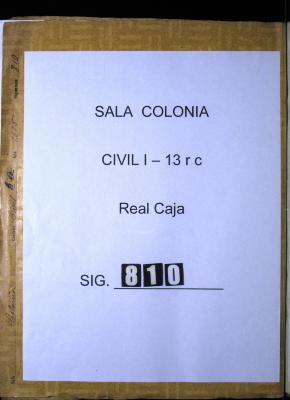 SALA COLONIA
CIVIL I – 13 r c
Real Caja
SIG. 810